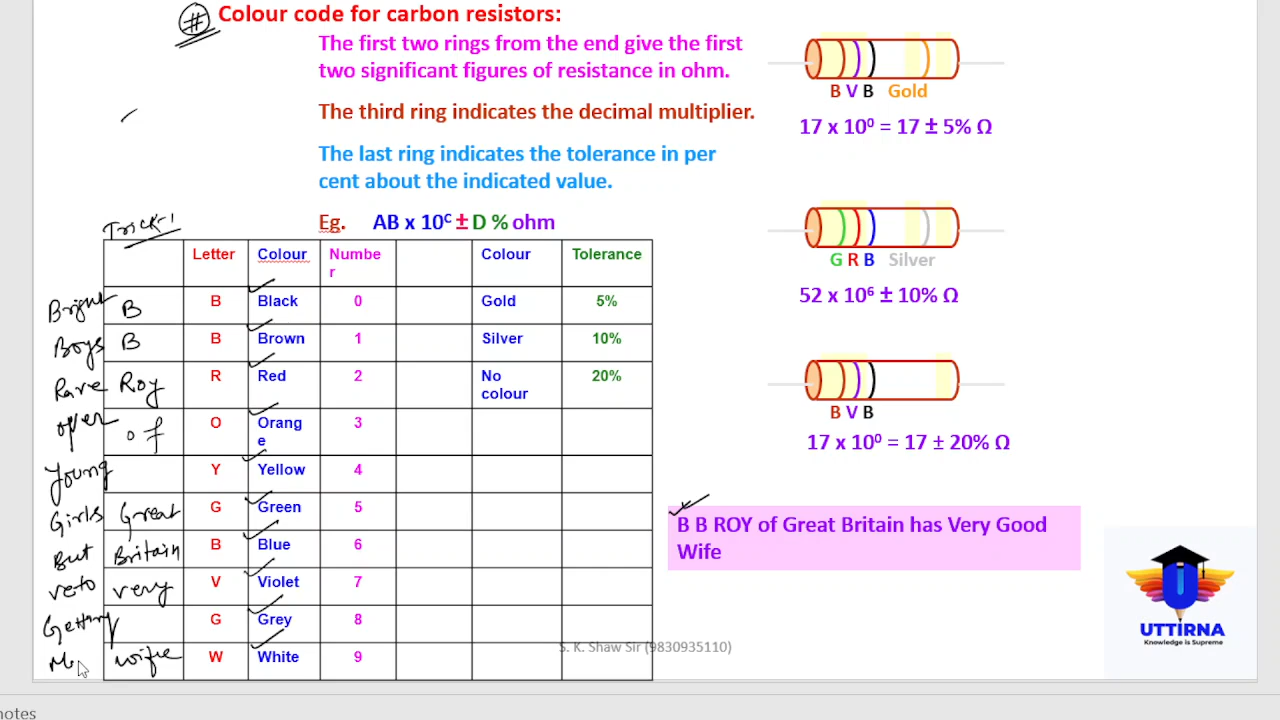 # Colour code for carbon resistors:
The first two rings from the end give the first
two significant figures of resistance in ohm.
The third ring indicates the decimal multiplier.
The last ring indicates the tolerance in per
cent about the indicated value.
Eg. AB x 10ᶜ ± D % ohm
B V B Gold
17 x 10⁰ = 17 ± 5% Ω
G R B Silver
52 x 10⁶ ± 10% Ω
B V B
17 x 10⁰ = 17 ± 20% Ω
B B ROY of Great Britain has Very Good
Wife
Trick-1
Letter Colour Numbe Colour Tolerance
r
Bright B B Black 0 Gold 5%
Boys B B Brown 1 Silver 10%
Rare Roy R Red 2 No 20%
colour
offer of O Orang 3
e
Young Y Yellow 4
Girls Great G Green 5
But Britain B Blue 6
veto very V Violet 7
Getting G Grey 8
wife W White 9
S. K. Shaw Sir (9830935110)
UTTIRNA
Knowledge is Supreme
notes